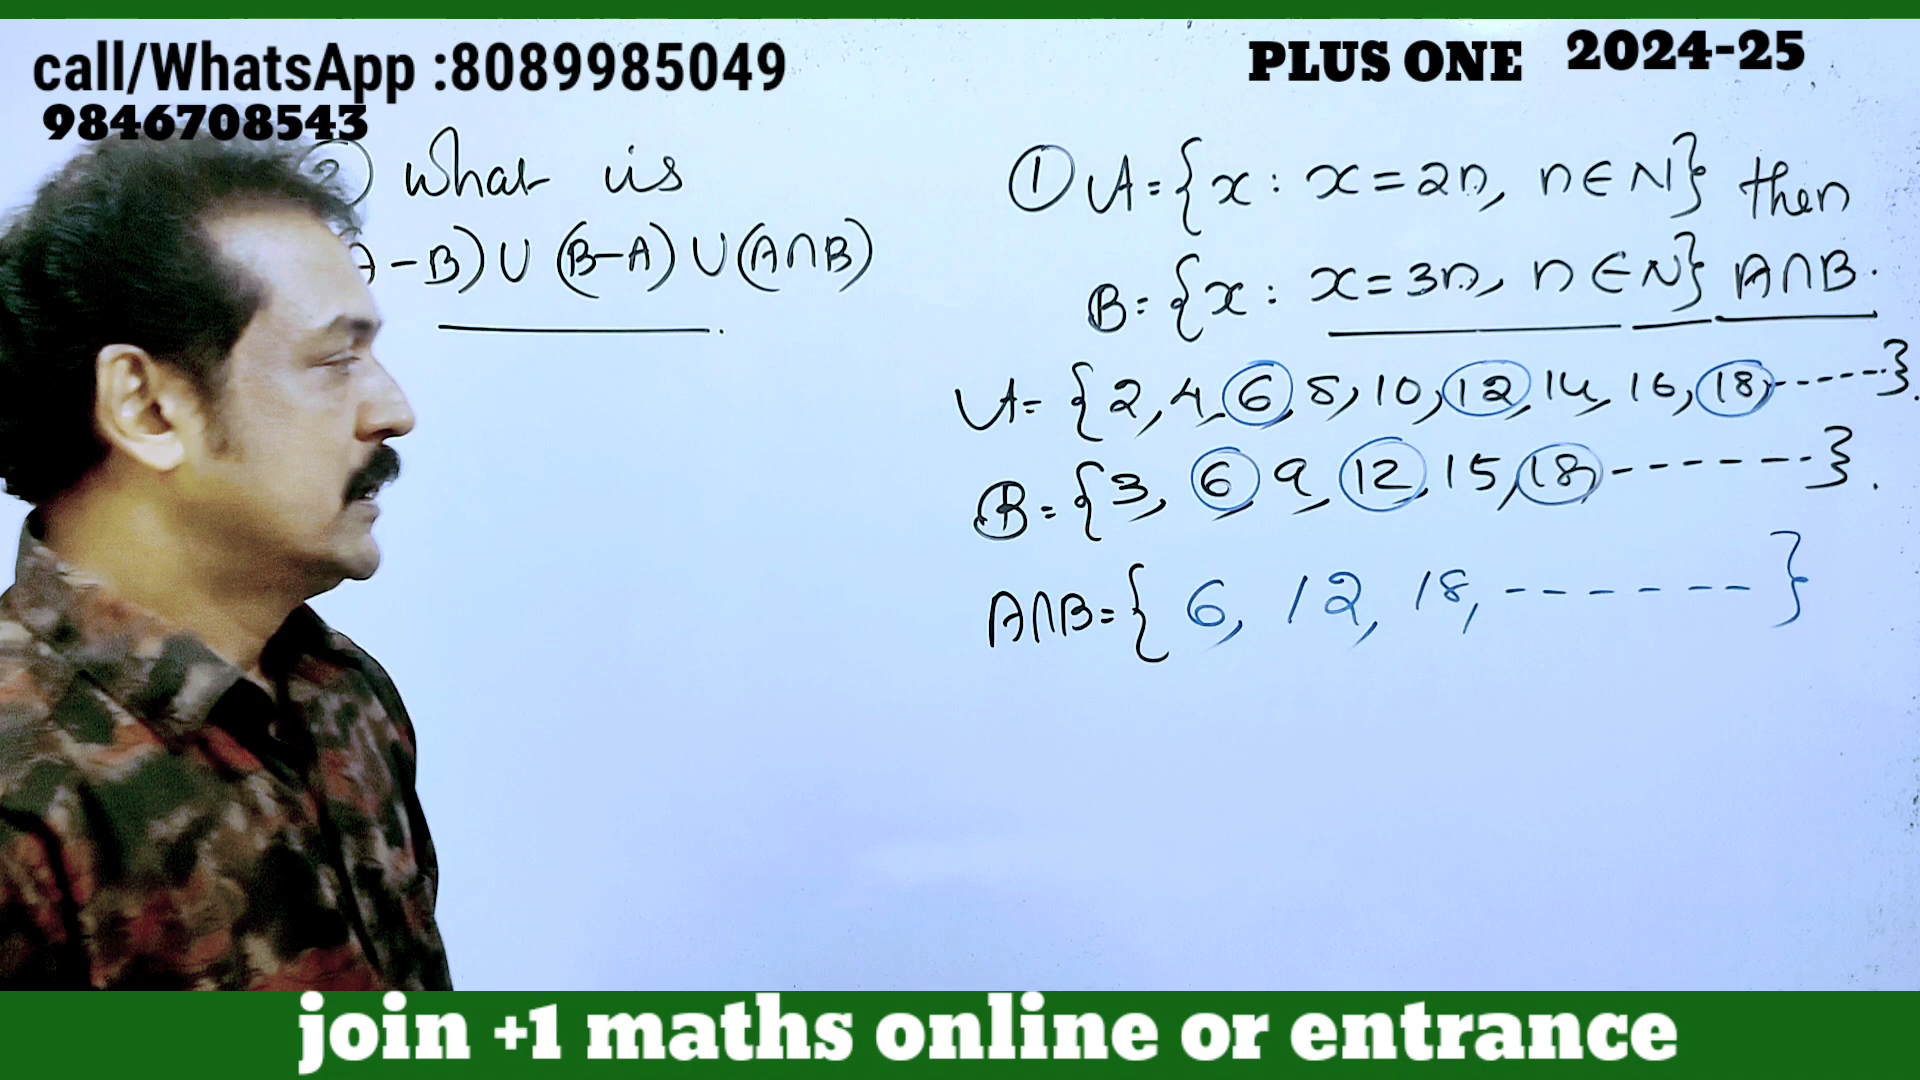 call/WhatsApp :8089985049
9846708543
PLUS ONE 2024-25
② What is
A-B)∪(B-A)∪(A∩B)
① A={x: x=2n, n∈N} then
B={x: x=3n, n∈N} A∩B.
A={2,4,6,8,10,12,14,16,18,-----}.
B={3,6,9,12,15,18,-------}.
A∩B={6, 12, 18,-------}
join +1 maths online or entrance